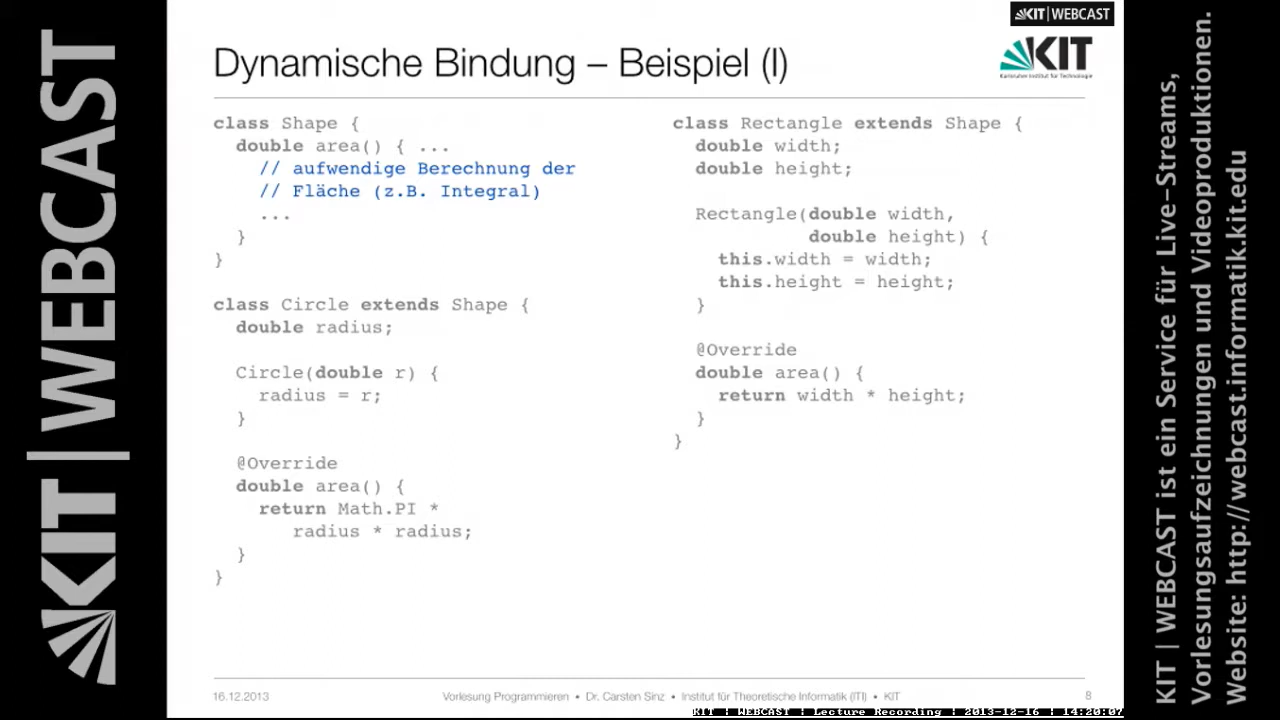 KIT | WEBCAST
KIT | WEBCAST
Dynamische Bindung – Beispiel (I)
KIT
Karlsruher Institut für Technologie
class Shape {
double area() { ...
// aufwendige Berechnung der
// Fläche (z.B. Integral)
...
}
}
class Circle extends Shape {
double radius;
Circle(double r) {
radius = r;
}
@Override
double area() {
return Math.PI *
radius * radius;
}
}
class Rectangle extends Shape {
double width;
double height;
Rectangle(double width,
double height) {
this.width = width;
this.height = height;
}
@Override
double area() {
return width * height;
}
}
16.12.2013
Vorlesung Programmieren • Dr. Carsten Sinz • Institut für Theoretische Informatik (ITI) • KIT
8
KIT : WEBCAST : Lecture Recording : 2013-12-16 : 14:20:07
KIT | WEBCAST ist ein Service für Live-Streams,
Vorlesungsaufzeichnungen und Videoproduktionen.
Website: http://webcast.informatik.kit.edu